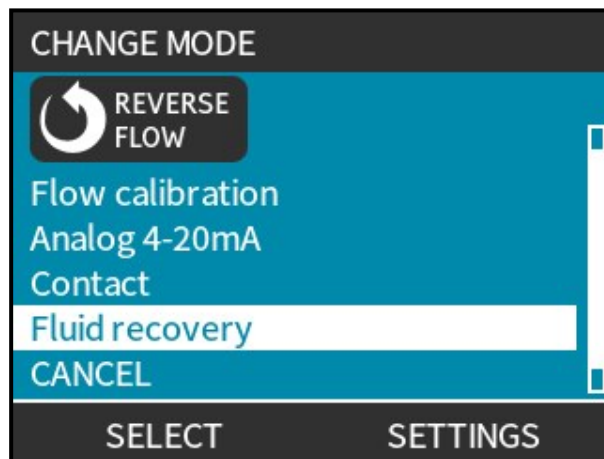 CHANGE MODE
REVERSE
FLOW
Flow calibration
Analog 4-20mA
Contact
Fluid recovery
CANCEL
SELECT SETTINGS